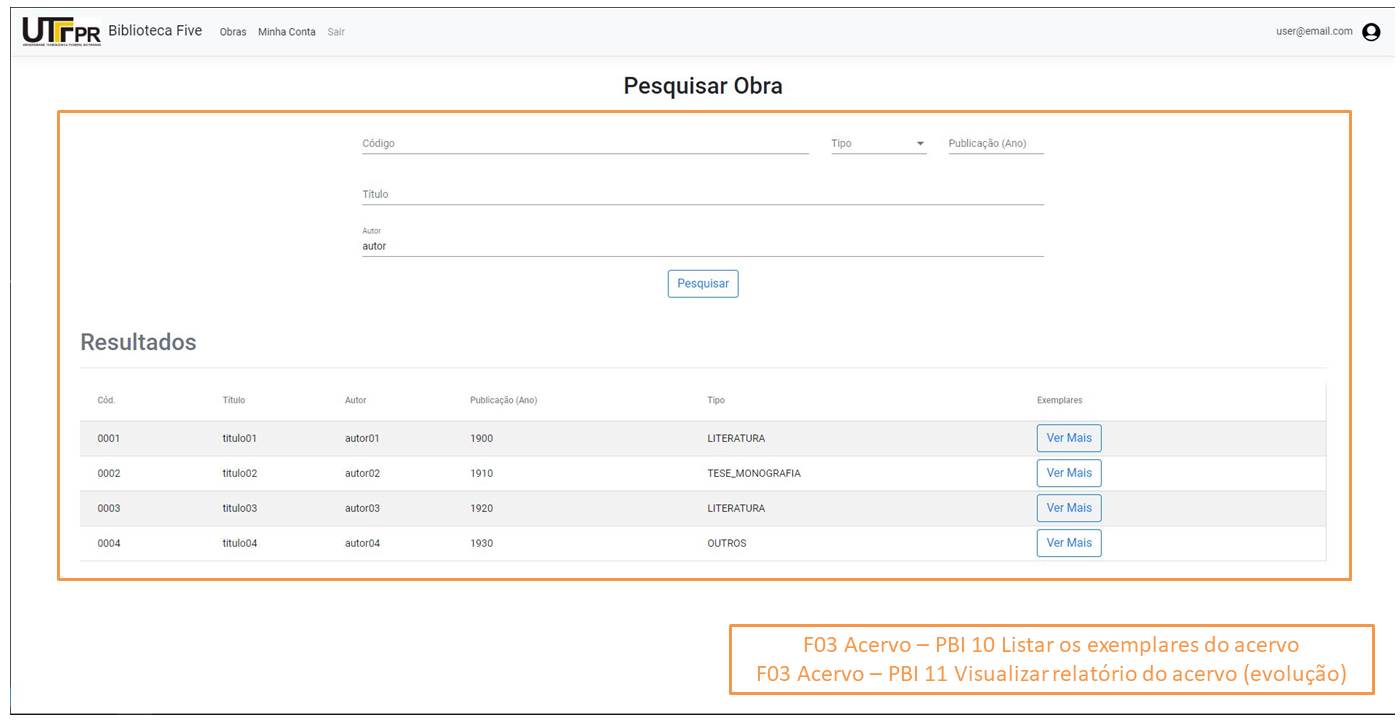 UTFPR Biblioteca Five Obras Minha Conta Sair user@email.com
Pesquisar Obra
Código Tipo Publicação (Ano)
Título
Autor
autor
Pesquisar
Resultados
Cód. Título Autor Publicação (Ano) Tipo Exemplares
0001 titulo01 autor01 1900 LITERATURA Ver Mais
0002 titulo02 autor02 1910 TESE_MONOGRAFIA Ver Mais
0003 titulo03 autor03 1920 LITERATURA Ver Mais
0004 titulo04 autor04 1930 OUTROS Ver Mais
F03 Acervo – PBI 10 Listar os exemplares do acervo
F03 Acervo – PBI 11 Visualizar relatório do acervo (evolução)